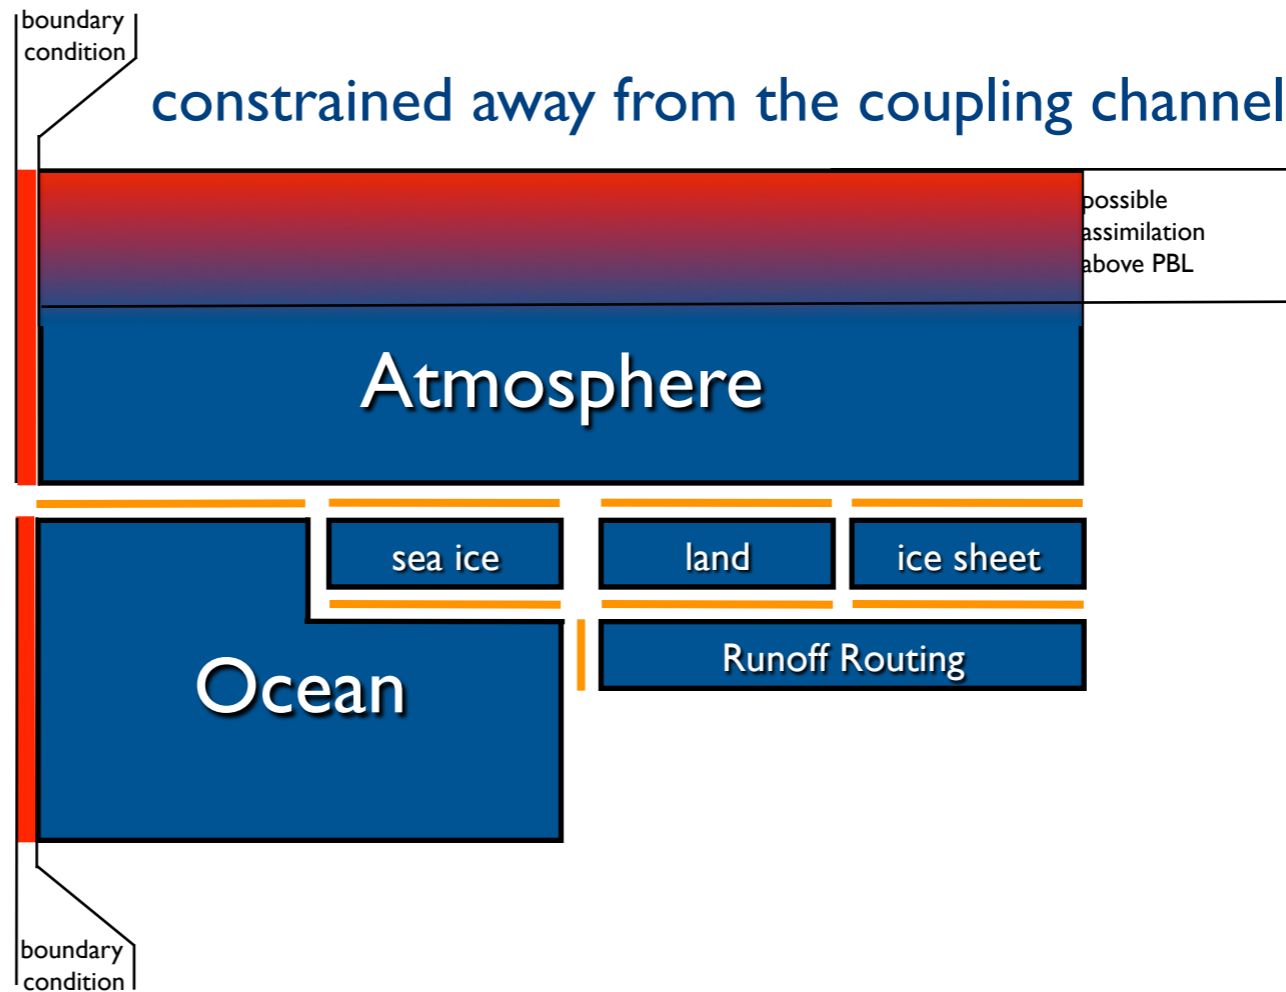 boundary
condition
constrained away from the coupling channel
possible
assimilation
above PBL
Atmosphere
sea ice
land
ice sheet
Ocean
Runoff Routing
boundary
condition